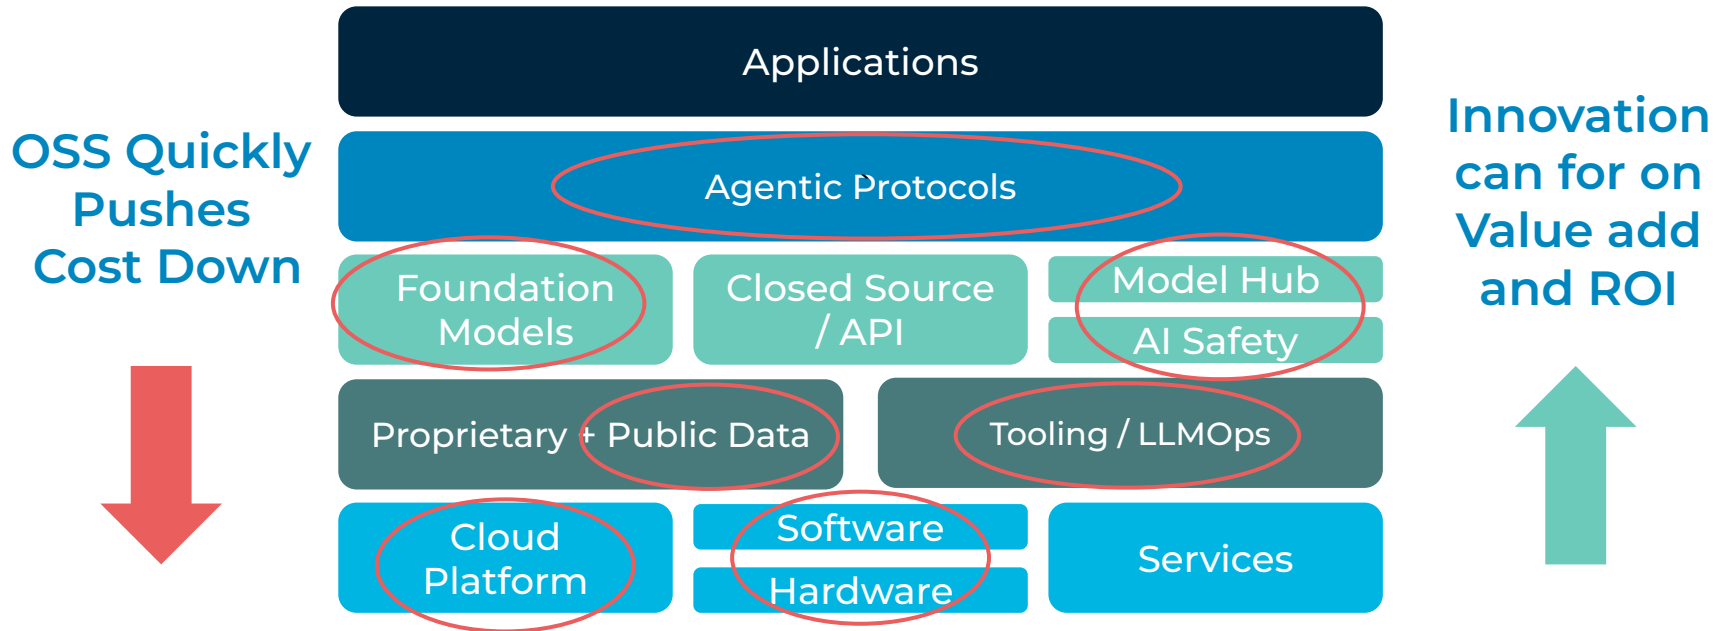 Applications
OSS Quickly
Pushes
Cost Down
Innovation
can for on
Value add
and ROI
Agentic Protocols
Foundation
Models
Closed Source
/ API
Model Hub
AI Safety
Proprietary + Public Data
Tooling / LLMOps
Cloud
Platform
Software
Hardware
Services